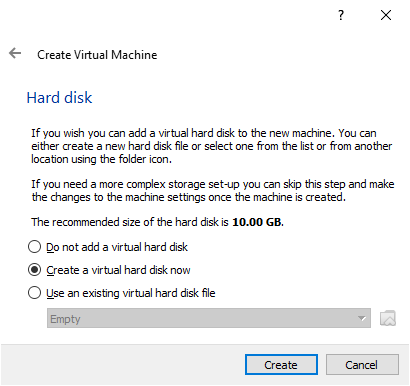 ?
Create Virtual Machine
Hard disk
If you wish you can add a virtual hard disk to the new machine. You can
either create a new hard disk file or select one from the list or from another
location using the folder icon.
If you need a more complex storage set-up you can skip this step and make
the changes to the machine settings once the machine is created.
The recommended size of the hard disk is 10.00 GB.
Do not add a virtual hard disk
Create a virtual hard disk now
Use an existing virtual hard disk file
Empty
Create Cancel